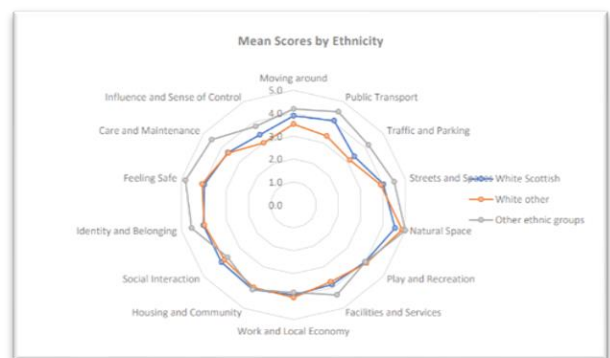 Mean Scores by Ethnicity
Moving around
Influence and Sense of Control
Public Transport
Care and Maintenance
Traffic and Parking
Feeling Safe
Streets and Spaces
Identity and Belonging
Natural Space
Social Interaction
Play and Recreation
Housing and Community
Facilities and Services
Work and Local Economy
5.0
4.0
3.0
2.0
1.0
0.0
White Scottish
White other
Other ethnic groups